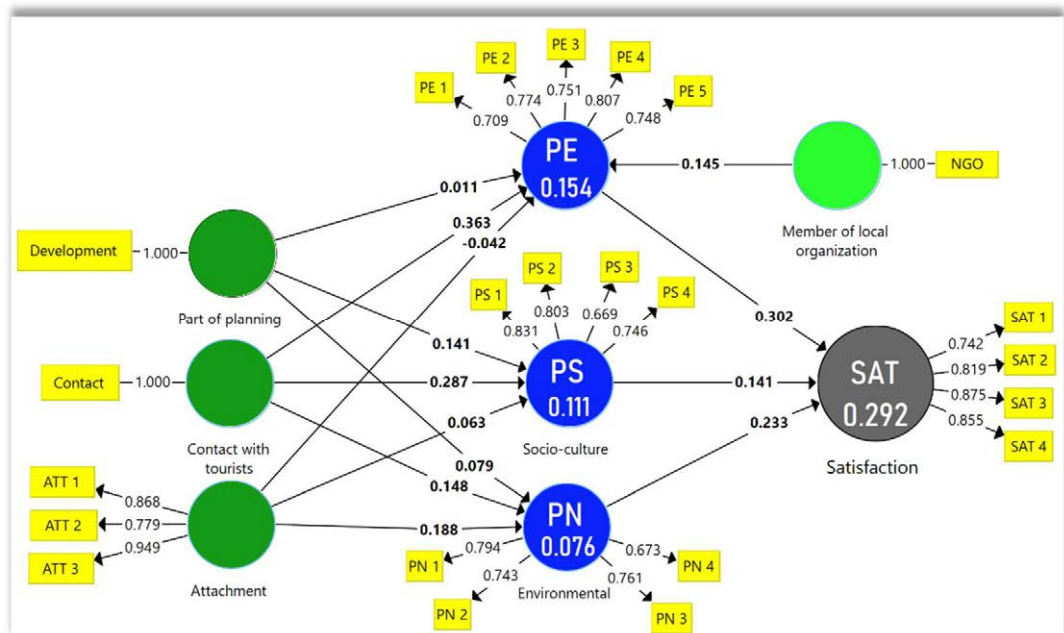 PE 3
PE 2
PE 4
PE 1
PE 5
0.751
0.774
0.807
0.709
0.748
PE
0.154
0.145
1.000
NGO
Member of local
organization
0.011
0.363
-0.042
Development
1.000
Part of planning
PS 2
PS 3
PS 1
PS 4
0.803
0.669
0.831
0.746
0.302
SAT 1
0.742
SAT 2
0.819
SAT 3
0.875
SAT 4
0.855
0.141
Contact
1.000
0.287
PS
0.111
0.141
SAT
0.292
0.063
0.233
Contact with
tourists
Socio-culture
Satisfaction
0.079
0.148
ATT 1
0.868
ATT 2
0.779
ATT 3
0.949
Attachment
0.188
PN
0.076
PN 1
0.794
0.673
PN 4
0.743
0.761
PN 2
Environmental
PN 3